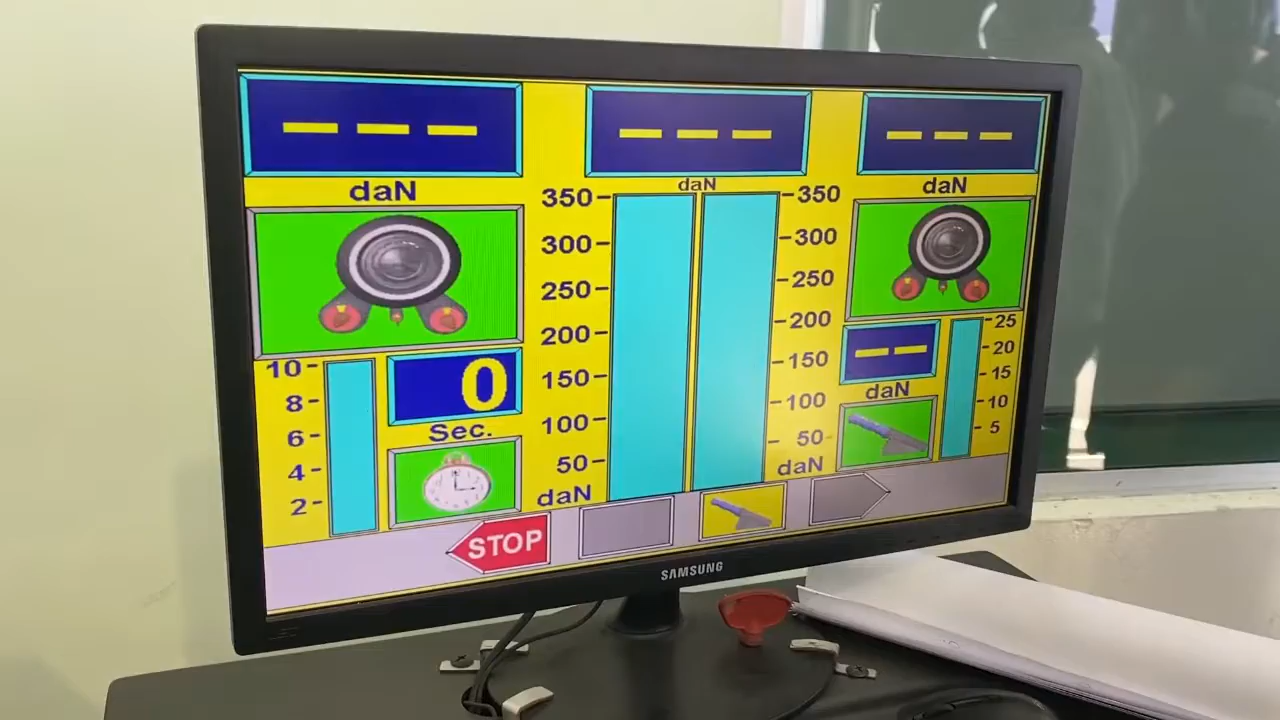 --- --- ---
daN daN daN
350 350
300 300
250 250
200 200
150 150
100 100
50 50
daN daN
10
8
6
4
2
0
Sec.
--
daN
25
20
15
10
5
STOP
SAMSUNG